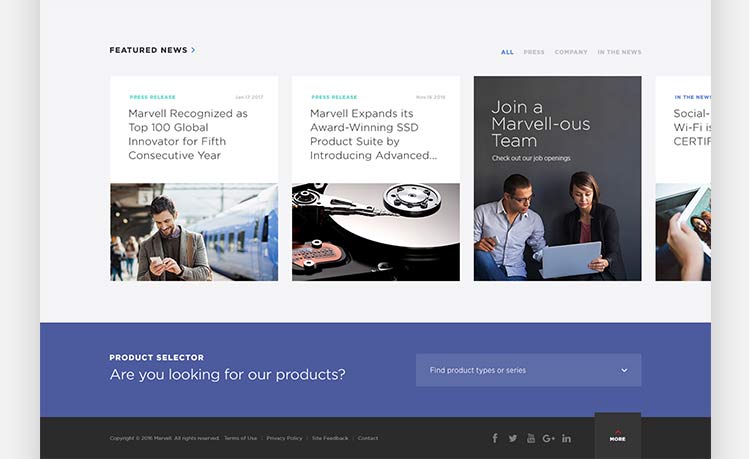 FEATURED NEWS
ALL PRESS COMPANY IN THE NEWS
PRESS RELEASE Jan 17 2017
Marvell Recognized as
Top 100 Global
Innovator for Fifth
Consecutive Year
PRESS RELEASE Nov 16 2016
Marvell Expands its
Award-Winning SSD
Product Suite by
Introducing Advanced...
Join a
Marvell-ous
Team
Check out our job openings
IN THE NEWS
Social-
Wi-Fi is
CERTIF
PRODUCT SELECTOR
Are you looking for our products?
Find product types or series
Copyright © 2016 Marvell. All rights reserved. Terms of Use | Privacy Policy | Site Feedback | Contact
MORE